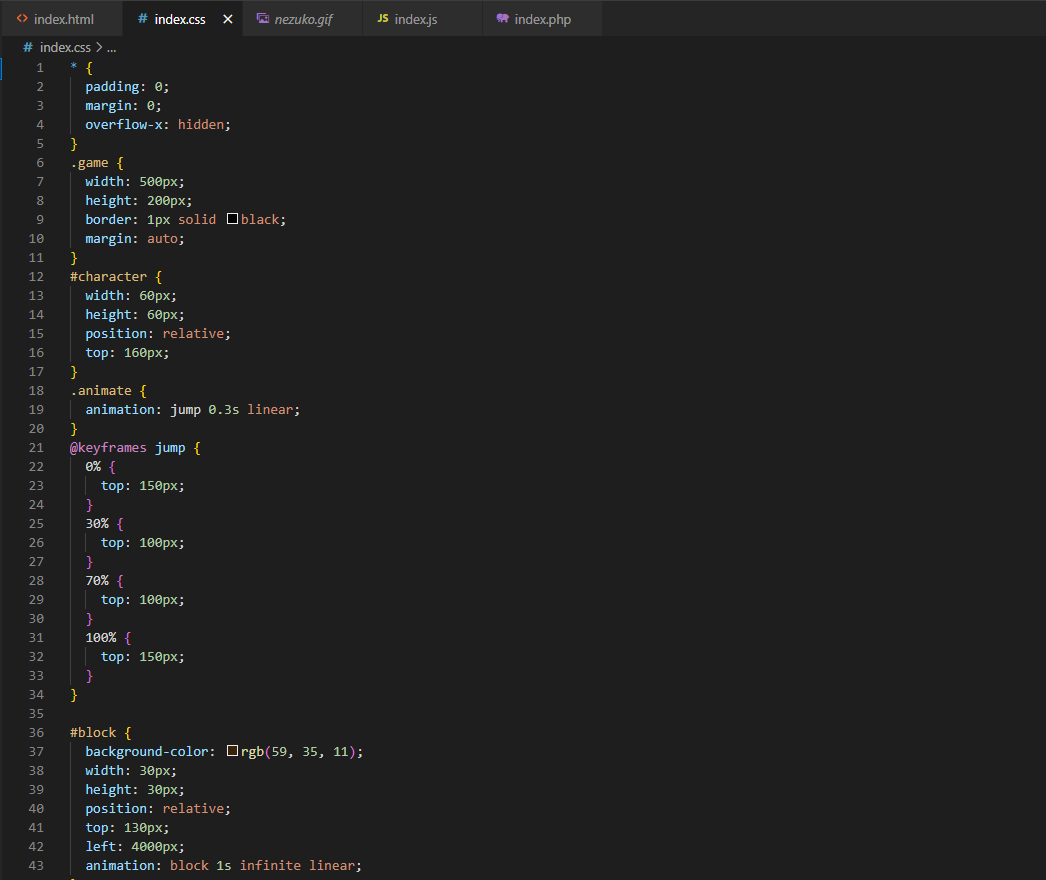 index.html
index.css
nezuko.gif
JS index.js
index.php
# index.css > ...
1 * {
2 padding: 0;
3 margin: 0;
4 overflow-x: hidden;
5 }
6 .game {
7 width: 500px;
8 height: 200px;
9 border: 1px solid black;
10 margin: auto;
11 }
12 #character {
13 width: 60px;
14 height: 60px;
15 position: relative;
16 top: 160px;
17 }
18 .animate {
19 animation: jump 0.3s linear;
20 }
21 @keyframes jump {
22 0% {
23 top: 150px;
24 }
25 30% {
26 top: 100px;
27 }
28 70% {
29 top: 100px;
30 }
31 100% {
32 top: 150px;
33 }
34 }
35
36 #block {
37 background-color: rgb(59, 35, 11);
38 width: 30px;
39 height: 30px;
40 position: relative;
41 top: 130px;
42 left: 4000px;
43 animation: block 1s infinite linear;